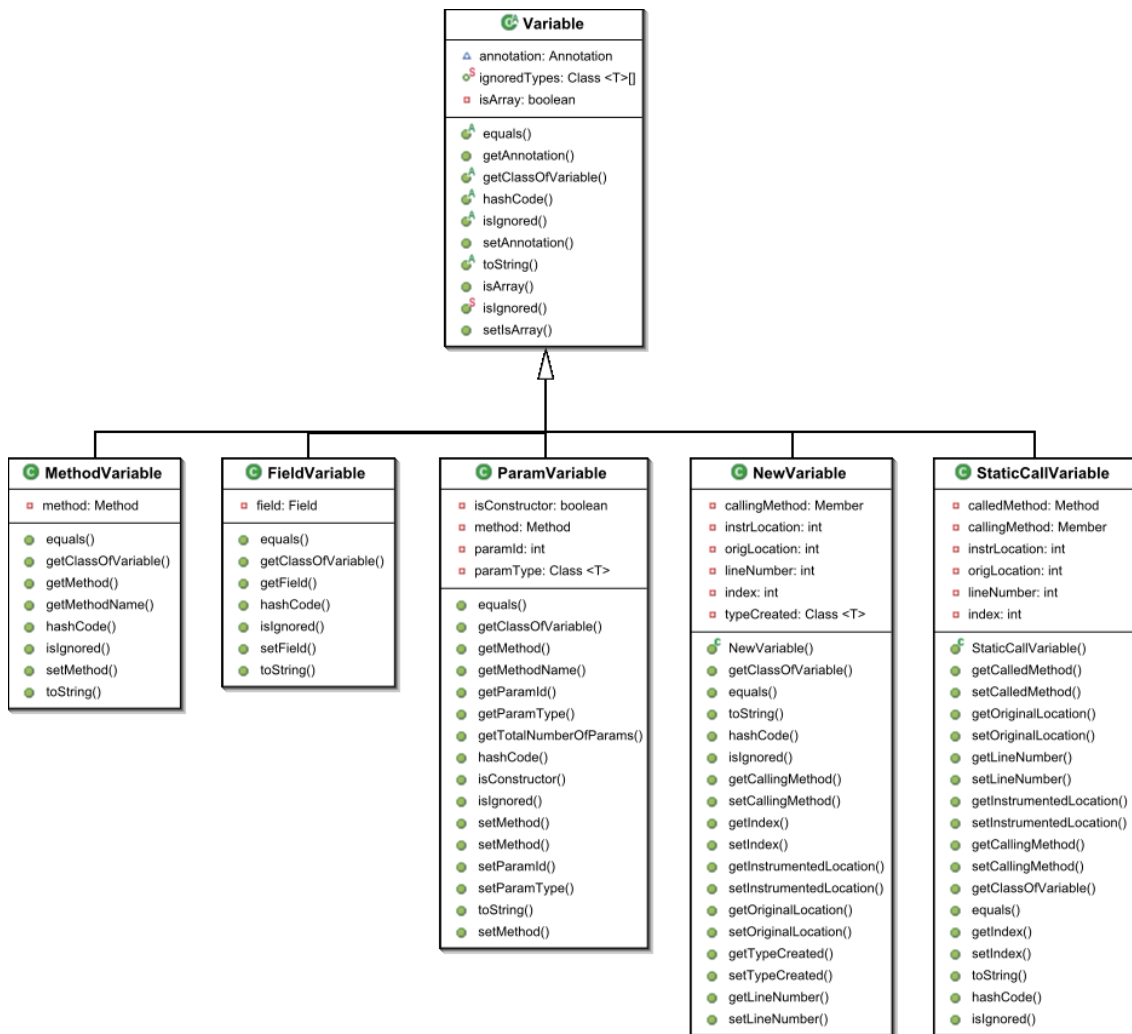 Variable
annotation: Annotation
ignoredTypes: Class <T>[]
isArray: boolean
equals()
getAnnotation()
getClassOfVariable()
hashCode()
isIgnored()
setAnnotation()
toString()
isArray()
isIgnored()
setIsArray()
MethodVariable
method: Method
equals()
getClassOfVariable()
getMethod()
getMethodName()
hashCode()
isIgnored()
setMethod()
toString()
FieldVariable
field: Field
equals()
getClassOfVariable()
getField()
hashCode()
isIgnored()
setField()
toString()
ParamVariable
isConstructor: boolean
method: Method
paramId: int
paramType: Class <T>
equals()
getClassOfVariable()
getMethod()
getMethodName()
getParamId()
getParamType()
getTotalNumberOfParams()
hashCode()
isConstructor()
isIgnored()
setMethod()
setMethod()
setParamId()
setParamType()
toString()
setMethod()
NewVariable
callingMethod: Member
instrLocation: int
origLocation: int
lineNumber: int
index: int
typeCreated: Class <T>
NewVariable()
getClassOfVariable()
equals()
toString()
hashCode()
isIgnored()
getCallingMethod()
setCallingMethod()
getIndex()
setIndex()
getInstrumentedLocation()
setInstrumentedLocation()
getOriginalLocation()
setOriginalLocation()
getTypeCreated()
setTypeCreated()
getLineNumber()
setLineNumber()
StaticCallVariable
calledMethod: Method
callingMethod: Member
instrLocation: int
origLocation: int
lineNumber: int
index: int
StaticCallVariable()
getCalledMethod()
setCalledMethod()
getOriginalLocation()
setOriginalLocation()
getLineNumber()
setLineNumber()
getInstrumentedLocation()
setInstrumentedLocation()
getCallingMethod()
setCallingMethod()
getClassOfVariable()
equals()
getIndex()
setIndex()
toString()
hashCode()
isIgnored()